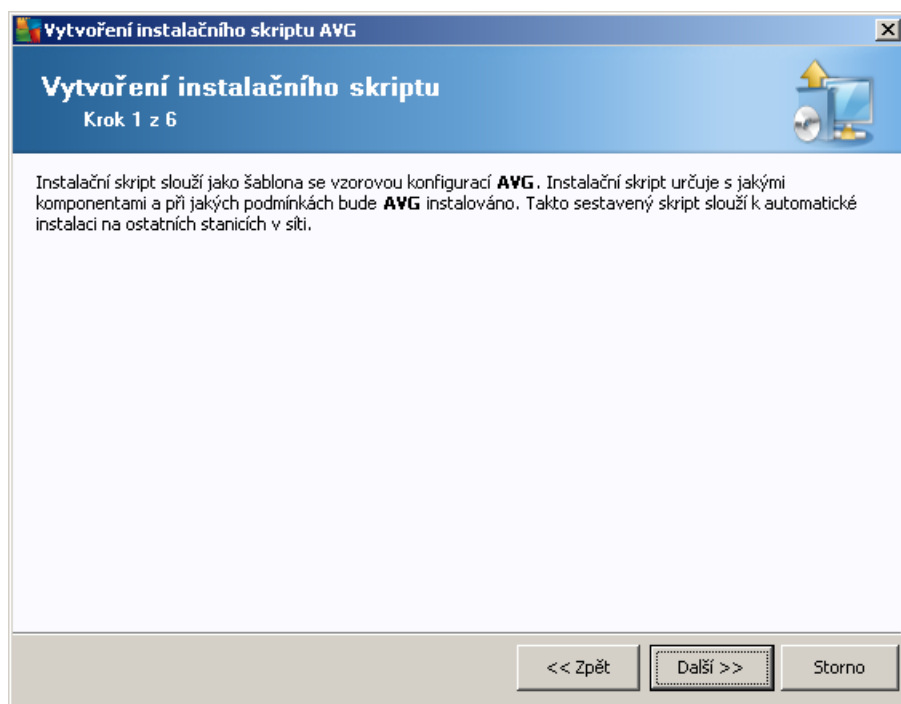 Vytvoření instalačního skriptu AVG
Vytvoření instalačního skriptu
Krok 1 z 6
Instalační skript slouží jako šablona se vzorovou konfigurací AVG. Instalační skript určuje s jakými
komponentami a při jakých podmínkách bude AVG instalováno. Takto sestavený skript slouží k automatické
instalaci na ostatních stanicích v síti.
<< Zpět
Další >>
Storno